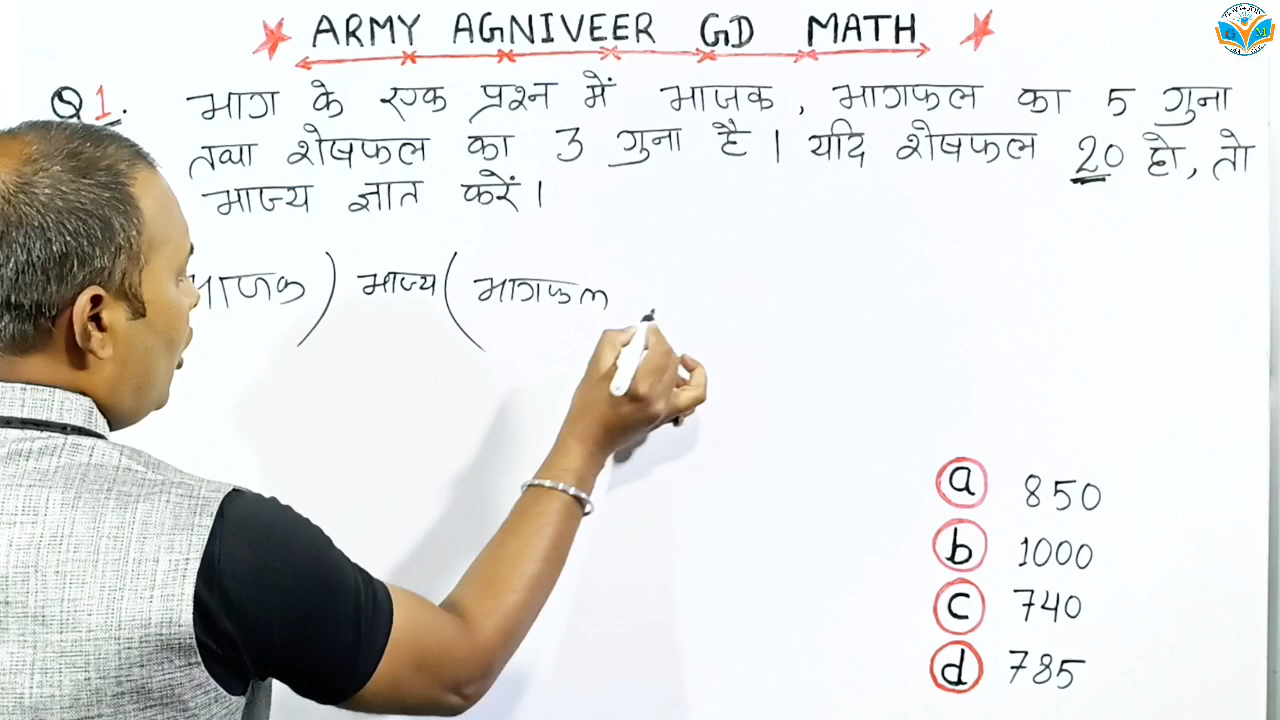 ARMY AGNIVEER GD MATH
Q1. भाग के एक प्रश्न में भाजक, भागफल का 5 गुना
तथा शेषफल का 3 गुना है। यदि शेषफल 20 हो, तो
भाज्य ज्ञात करें।
भाजक ) भाज्य ( भागफल
a 850
b 1000
c 740
d 785